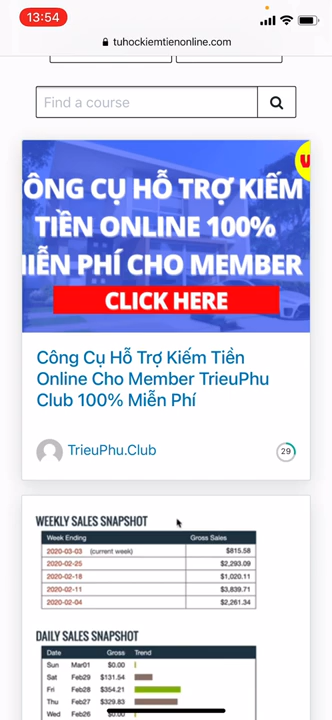 13:54
tuhockiemtienonline.com
Find a course
ÔNG CỤ HỖ TRỢ KIẾM
TIỀN ONLINE 100%
IIỄN PHÍ CHO MEMBER
CLICK HERE
Công Cụ Hỗ Trợ Kiếm Tiền
Online Cho Member TrieuPhu
Club 100% Miễn Phí
TrieuPhu.Club
29
WEEKLY SALES SNAPSHOT
Week Ending Gross Sales
2020-03-03 (current week) $815.58
2020-02-25 $2,293.09
2020-02-18 $1,020.11
2020-02-11 $3,839.71
2020-02-04 $2,261.34
DAILY SALES SNAPSHOT
Date Gross Trend
Sun Mar01 $0.00
Sat Feb29 $131.54
Fri Feb28 $354.21
Thu Feb27 $329.83
Wed Feb26 $0.00